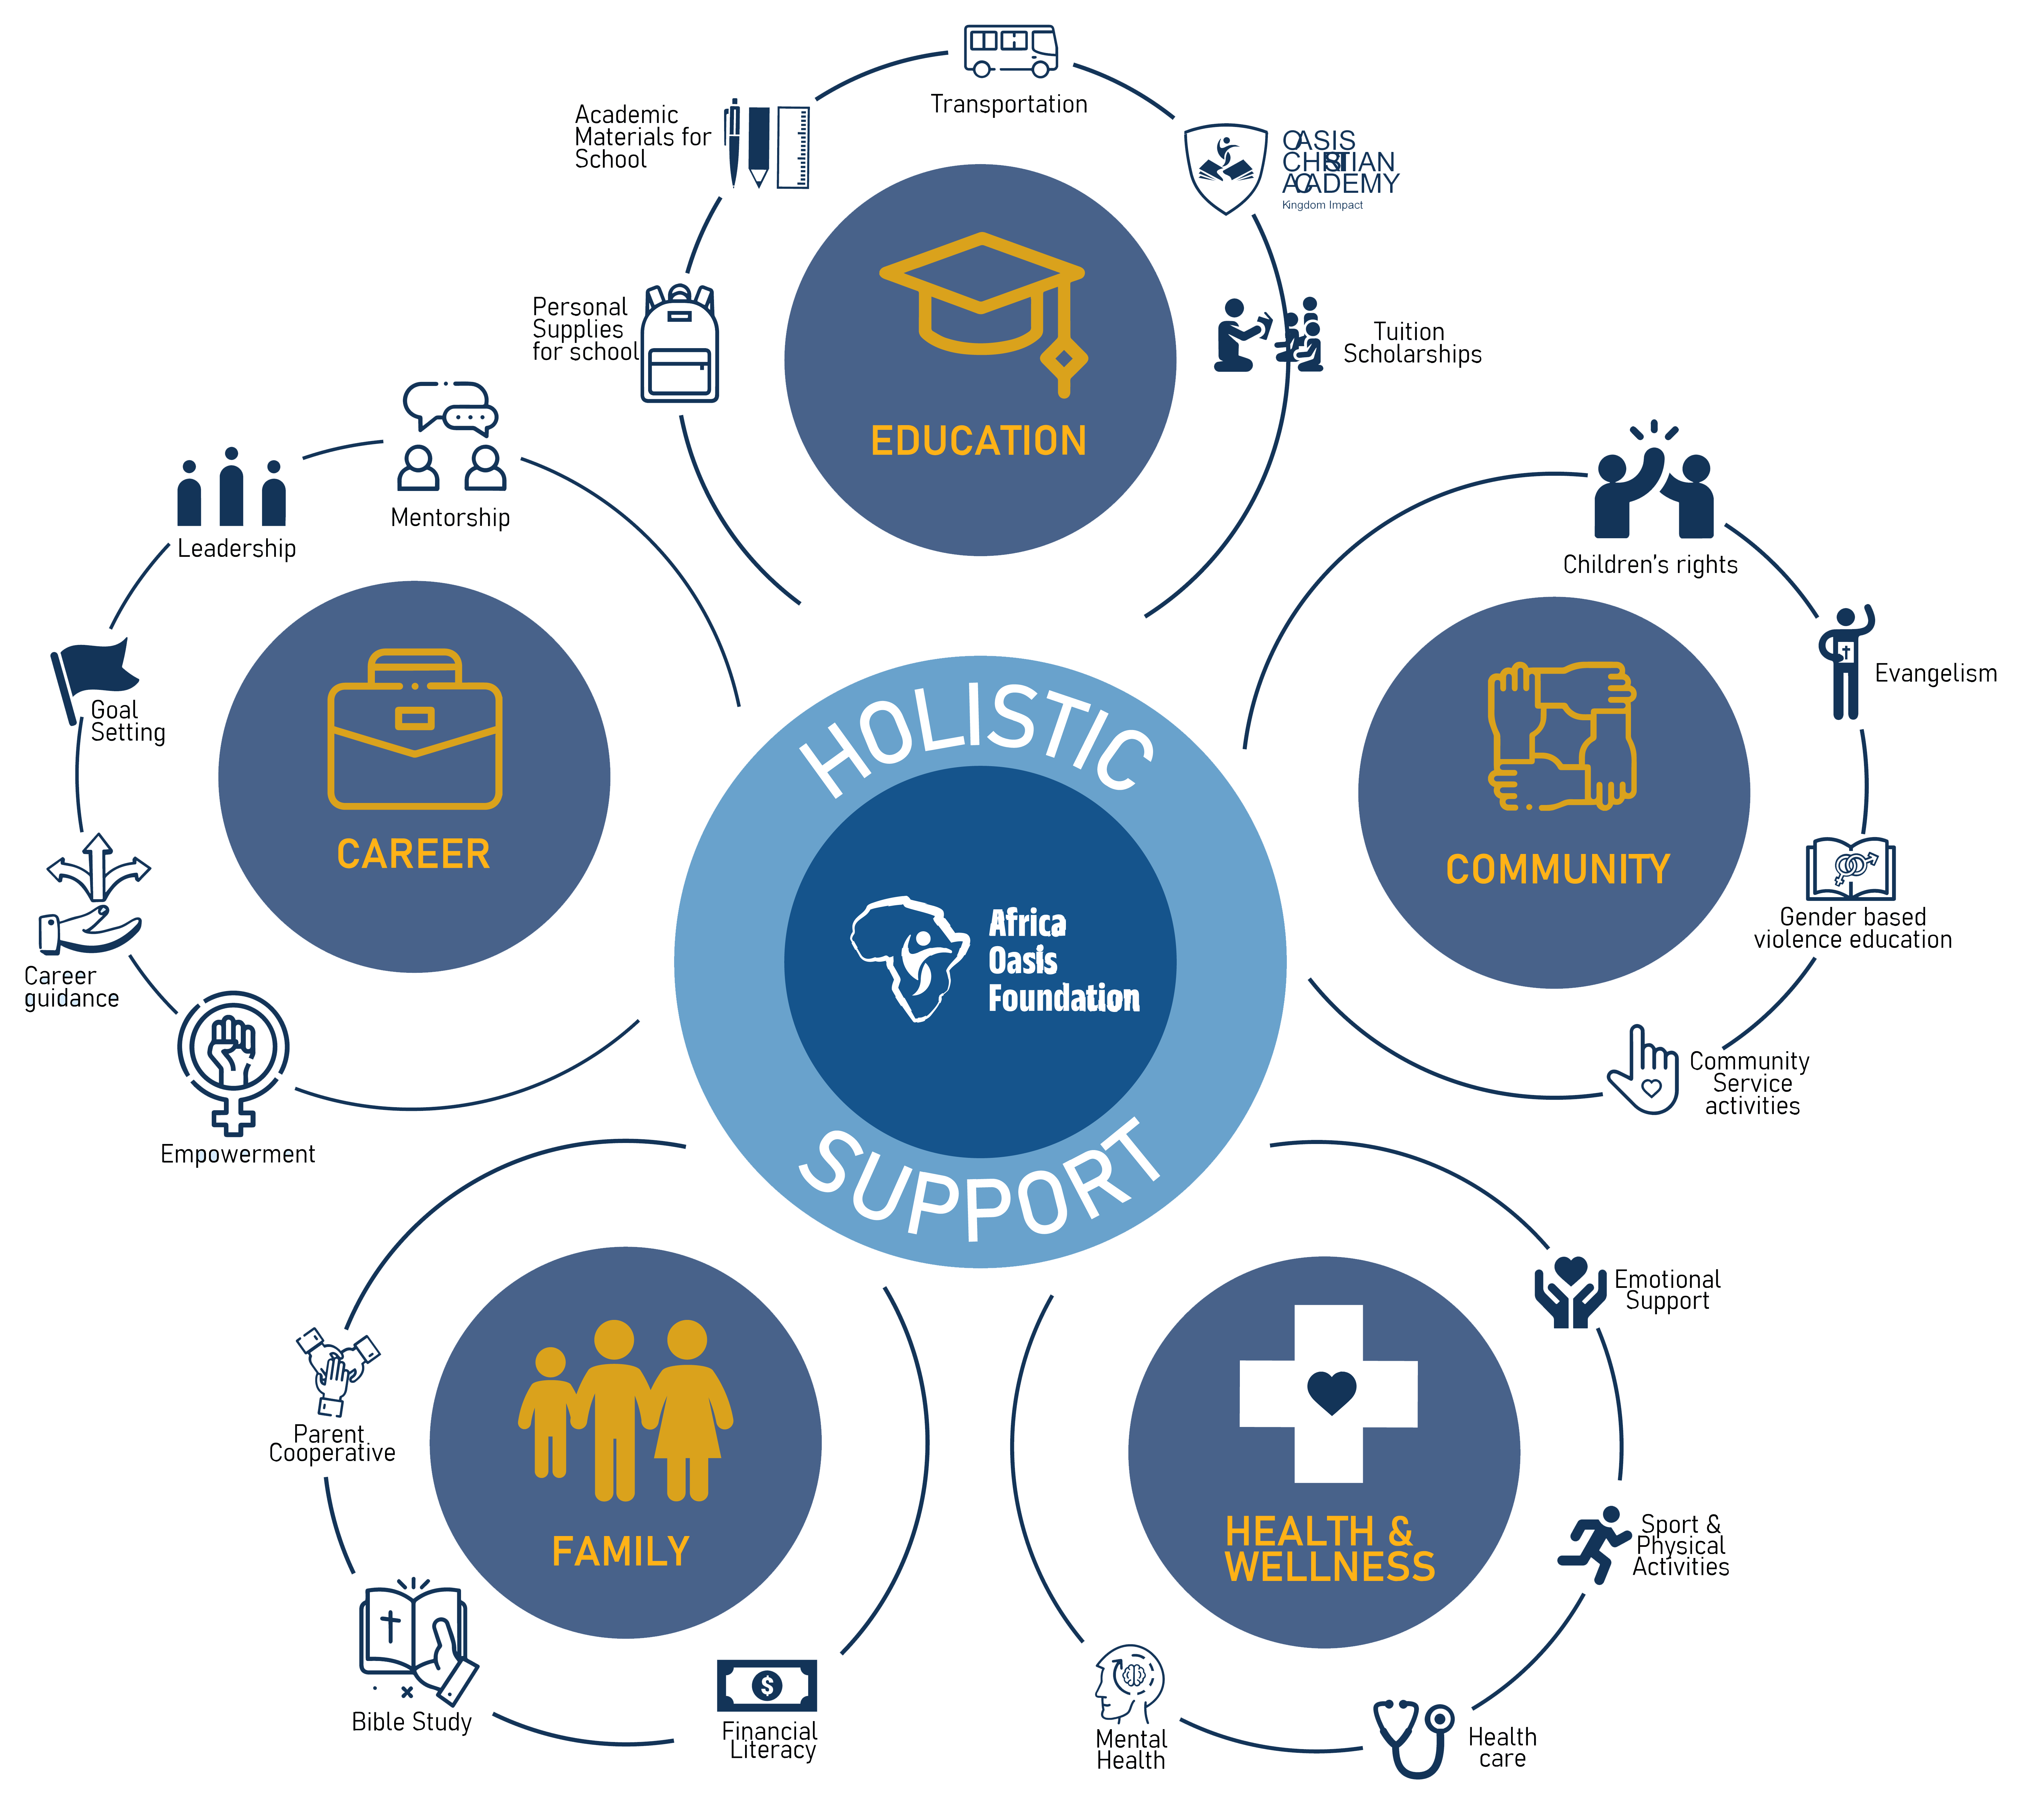 Transportation
Academic
Materials for
School
OASIS
CHRISTIAN
ACADEMY
Kingdom Impact
Personal
Supplies
for school
Tuition
Scholarships
EDUCATION
Mentorship
Leadership
Goal
Setting
CAREER
Career
guidance
Empowerment
Children's rights
Evangelism
COMMUNITY
Gender based
violence education
Community
Service
activities
HOLISTIC
Africa
Oasis
Foundation
SUPPORT
Parent
Cooperative
FAMILY
Bible Study
$
Financial
Literacy
Emotional
Support
HEALTH &
WELLNESS
Sport &
Physical
Activities
Mental
Health
Health
care